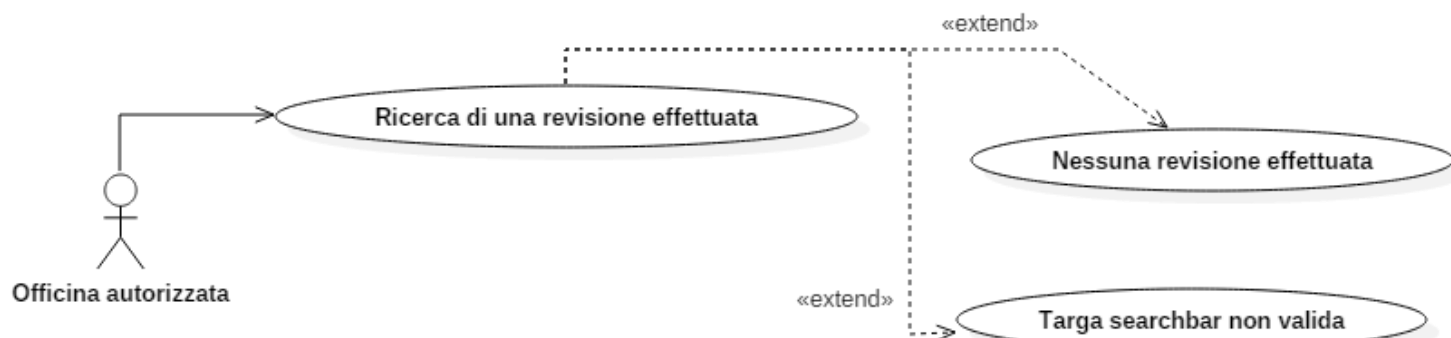 «extend»
Ricerca di una revisione effettuata
Nessuna revisione effettuata
Officina autorizzata
«extend»
Targa searchbar non valida